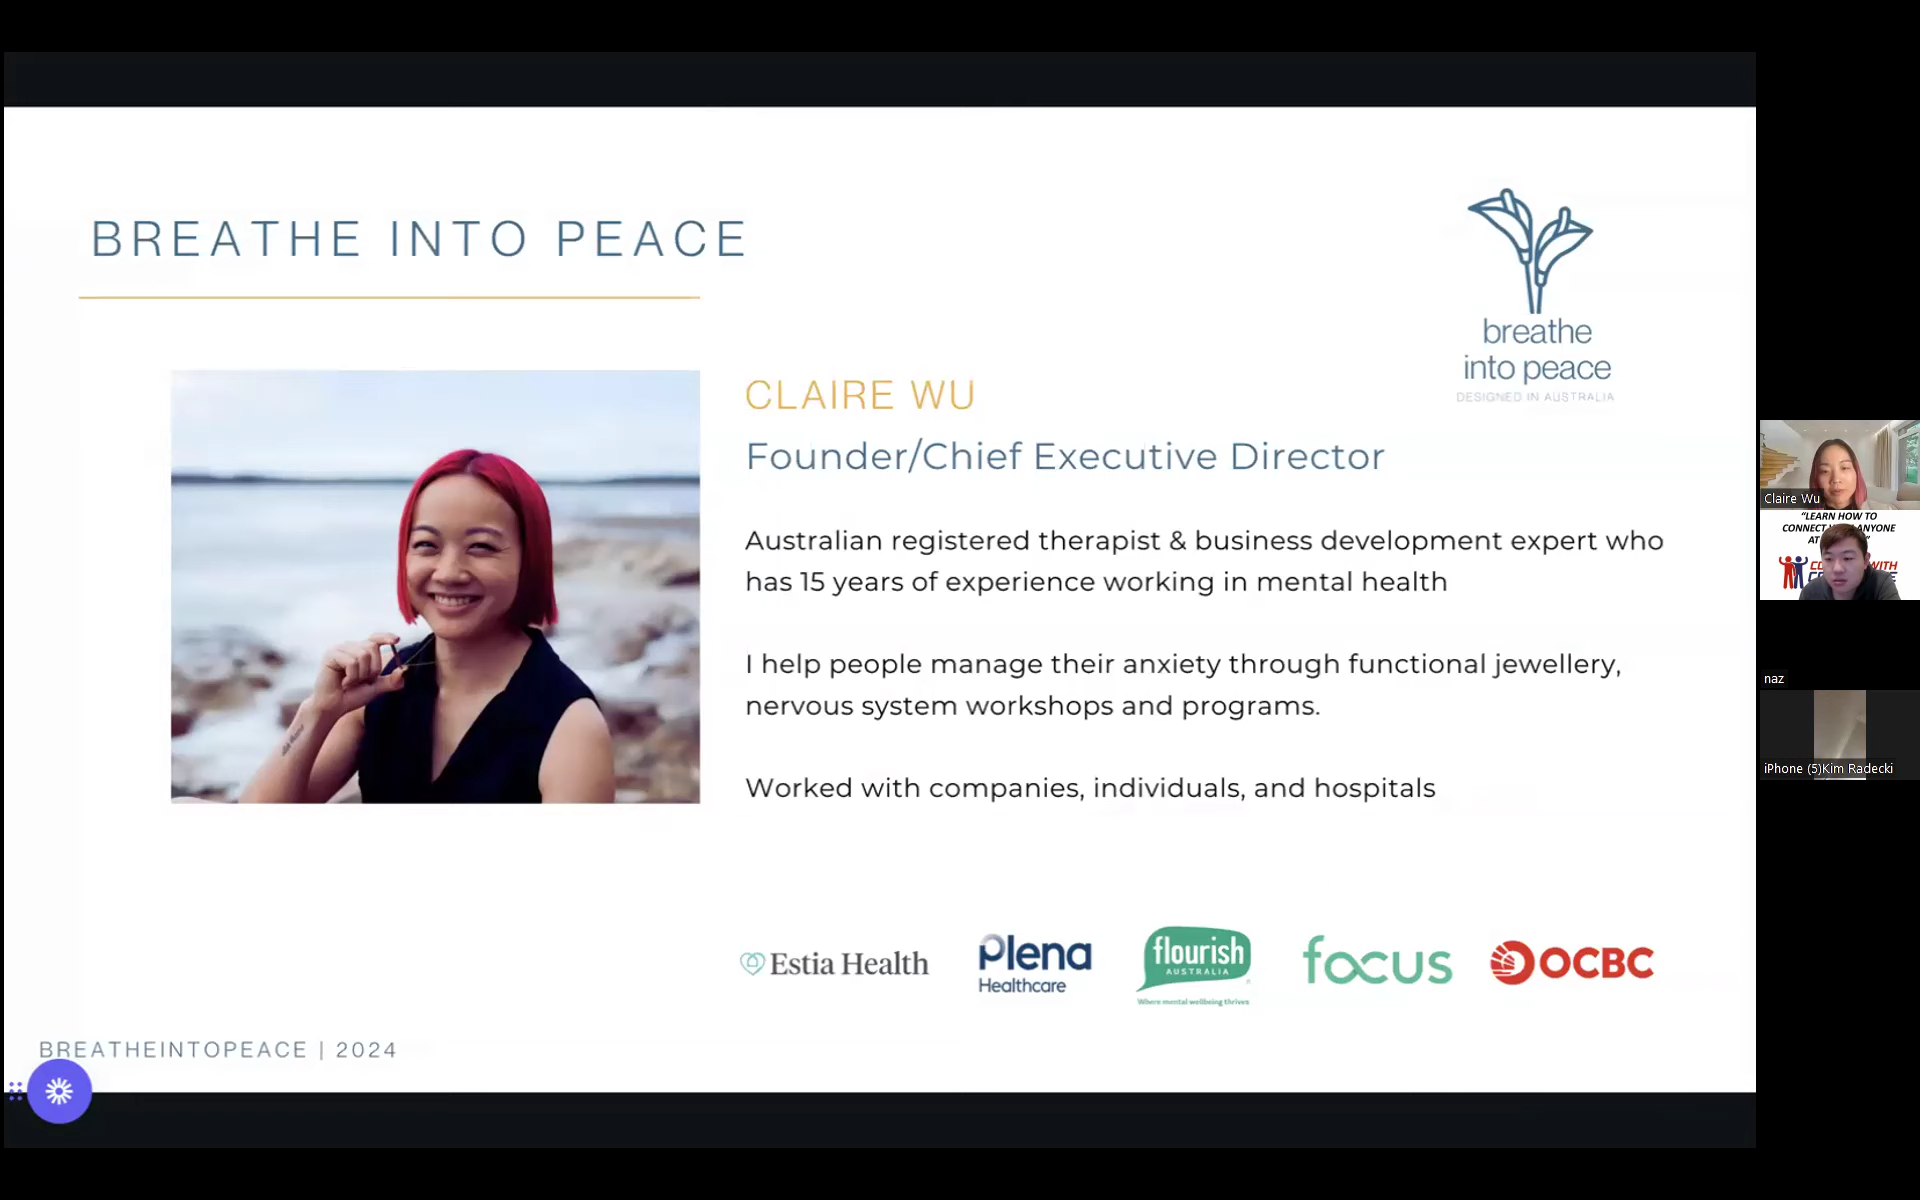 BREATHE INTO PEACE
breathe
into peace
DESIGNED IN AUSTRALIA
CLAIRE WU
Founder/Chief Executive Director
Australian registered therapist & business development expert who
has 15 years of experience working in mental health
I help people manage their anxiety through functional jewellery,
nervous system workshops and programs.
Worked with companies, individuals, and hospitals
Estia Health
Plena
Healthcare
flourish
AUSTRALIA
Where mental wellbeing thrives
focus
OCBC
BREATHEINTOPEACE | 2024
Claire Wu
"LEARN HOW TO
CONNECT ANYONE
AT
WITH
naz
iPhone (5)Kim Radecki